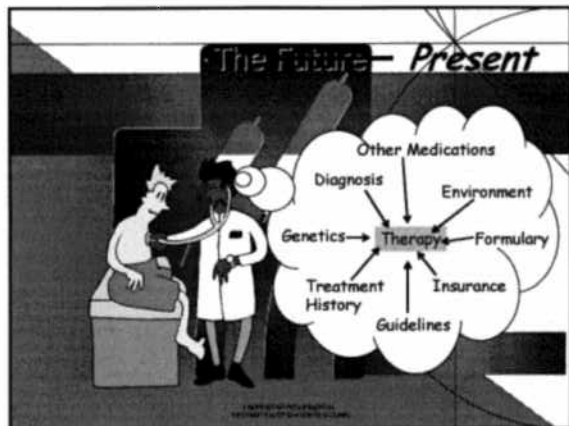 The Future Present
Other Medications
Diagnosis
Environment
Genetics
Therapy
Formulary
Treatment
History
Insurance
Guidelines